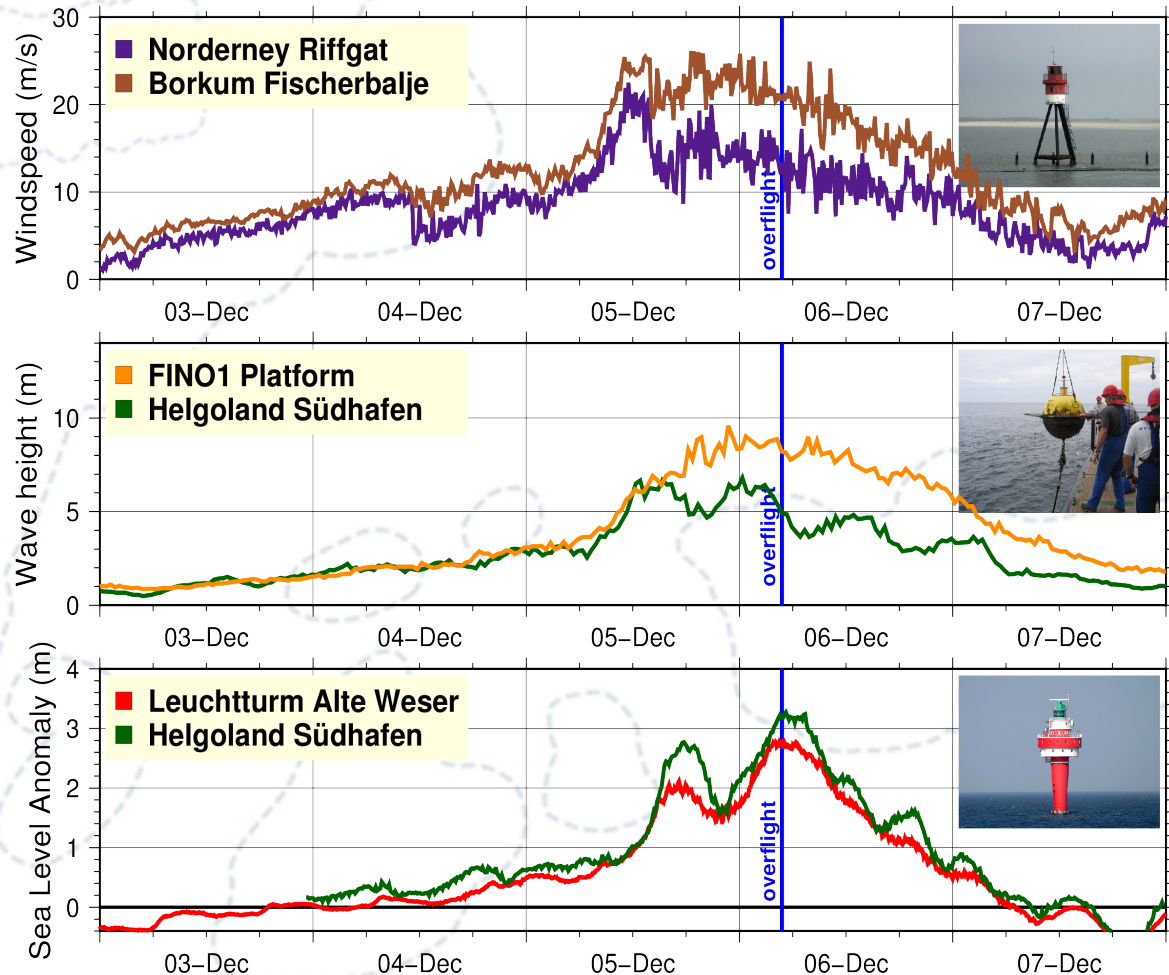 Windspeed (m/s)
30
20
10
0
Norderney Riffgat
Borkum Fischerbalje
overflight
03–Dec 04–Dec 05–Dec 06–Dec 07–Dec
Wave height (m)
10
5
0
FINO1 Platform
Helgoland Südhafen
overflight
03–Dec 04–Dec 05–Dec 06–Dec 07–Dec
Sea Level Anomaly (m)
4
3
2
1
0
Leuchtturm Alte Weser
Helgoland Südhafen
overflight
03–Dec 04–Dec 05–Dec 06–Dec 07–Dec